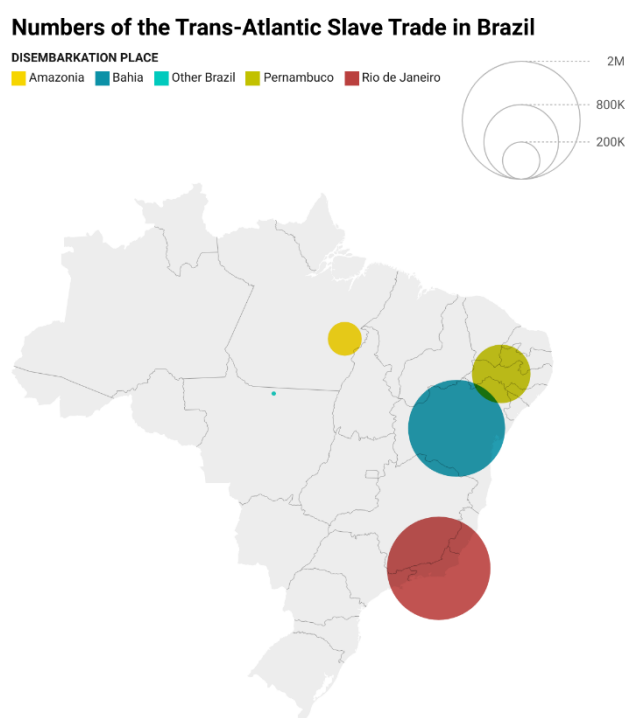 Numbers of the Trans-Atlantic Slave Trade in Brazil
DISEMBARKATION PLACE
Amazonia Bahia Other Brazil Pernambuco Rio de Janeiro
2M
800K
200K